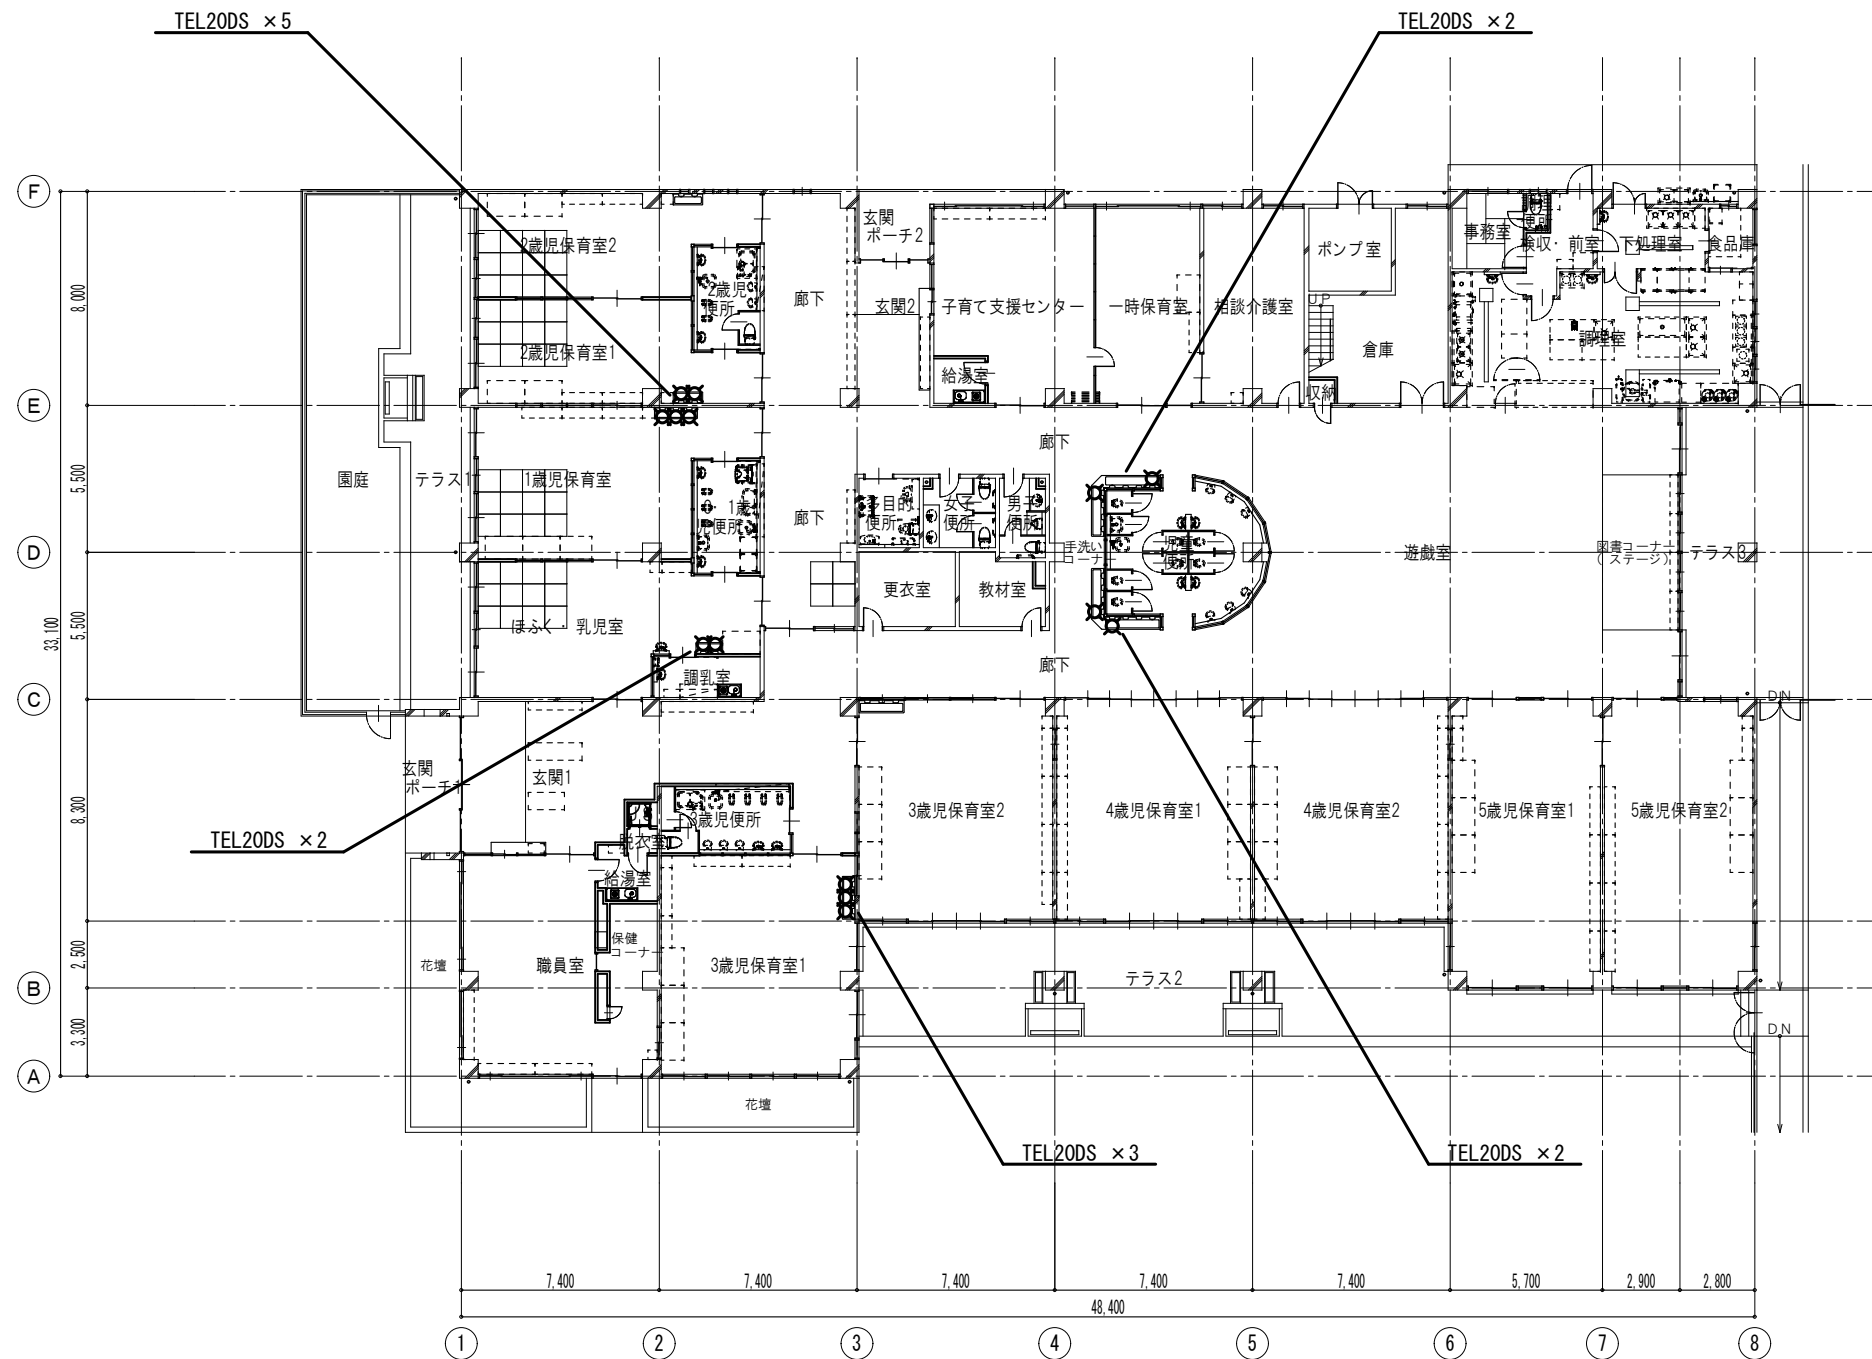 TEL20DS ×5
TEL20DS ×2
F
玄関
ポーチ2
2歳児保育室2
ポンプ室
事務室
便所
検収・前室
下処理室
食品庫
8,000
2歳児
便所
廊下
玄関2
子育て支援センター
一時保育室
相談介護室
UP
2歳児保育室1
倉庫
調理室
給湯室
収納
E
廊下
5,500
園庭
テラス1
1歳児保育室
0・1歳
児便所
廊下
多目的
便所
女子
便所
男子
便所
D
手洗い
コーナー
児童
便所
遊戯室
図書コーナー
(ステージ)
テラス3
33,100
5,500
更衣室
教材室
ほふく・乳児室
廊下
調乳室
C
DN
玄関
ポーチ1
玄関1
8,300
3歳児便所
3歳児保育室2
4歳児保育室1
4歳児保育室2
5歳児保育室1
5歳児保育室2
TEL20DS ×2
脱衣室
給湯室
2,500
保健
コーナー
花壇
職員室
3歳児保育室1
テラス2
B
3,300
DN
A
花壇
TEL20DS ×3
TEL20DS ×2
7,400
7,400
7,400
7,400
7,400
5,700
2,900
2,800
48,400
1
2
3
4
5
6
7
8